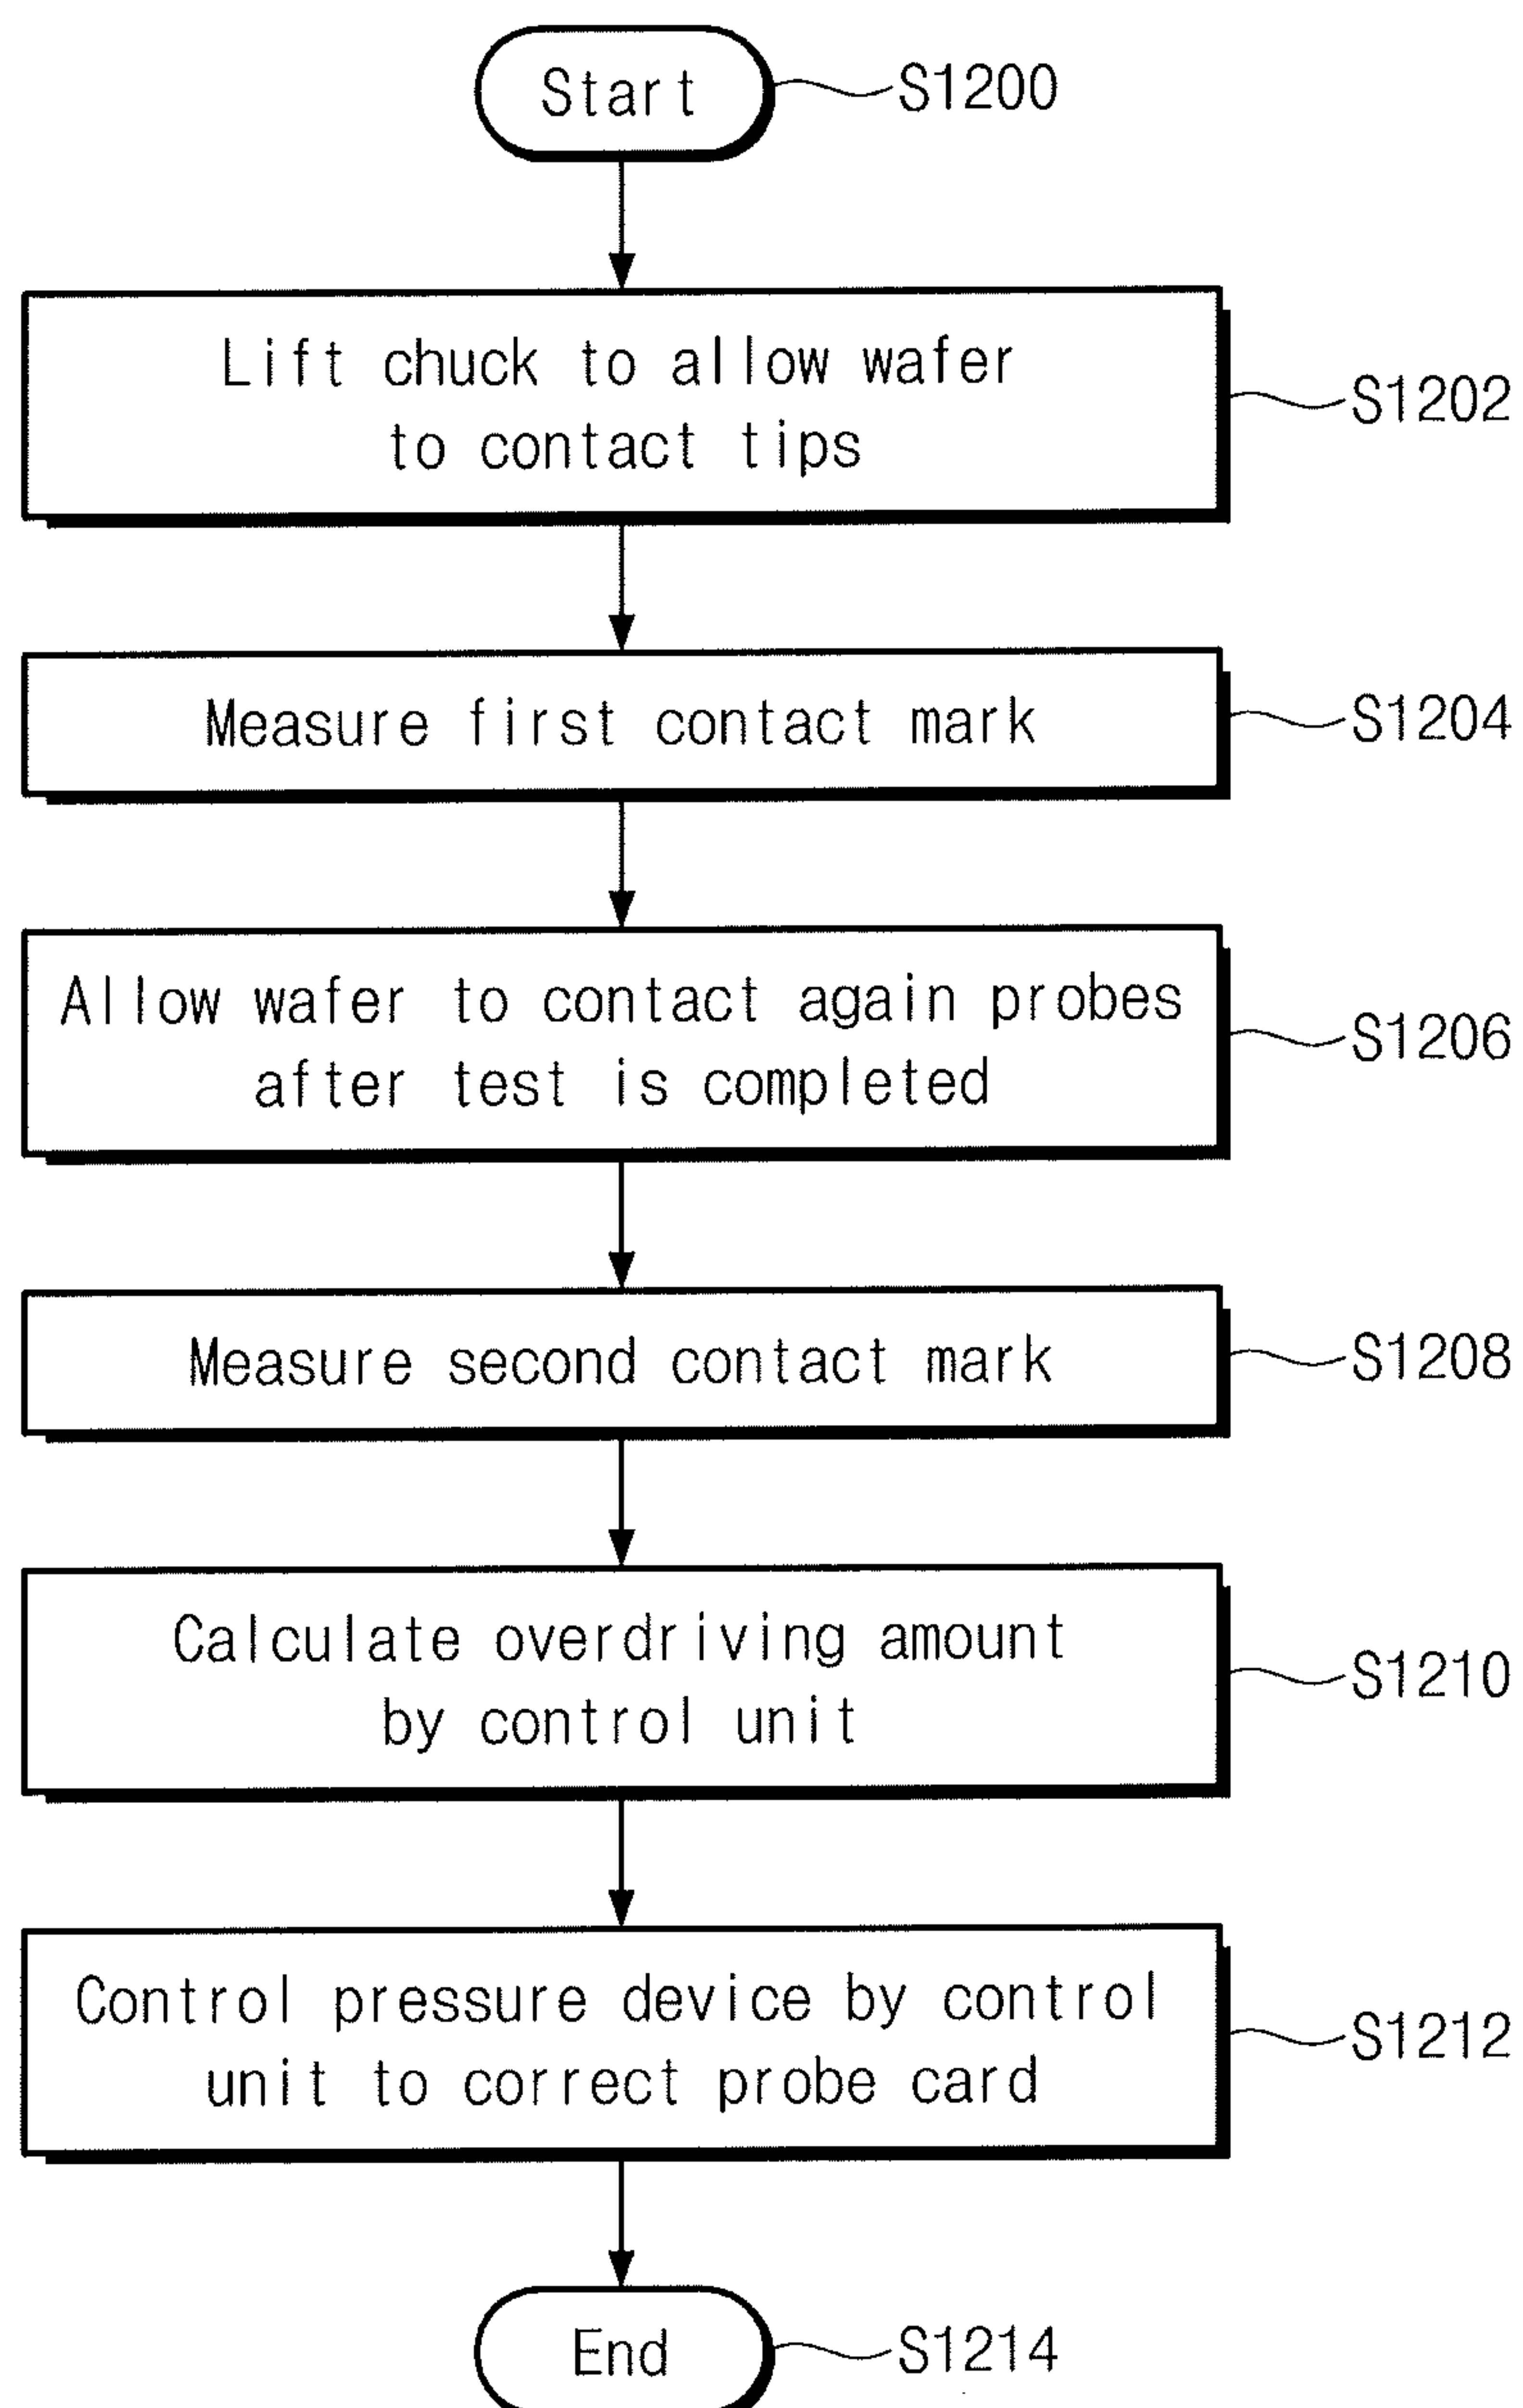 Start
S1200
Lift chuck to allow wafer
to contact tips
S1202
Measure first contact mark
S1204
Allow wafer to contact again probes
after test is completed
S1206
Measure second contact mark
S1208
Calculate overdriving amount
by control unit
S1210
Control pressure device by control
unit to correct probe card
S1212
End
S1214